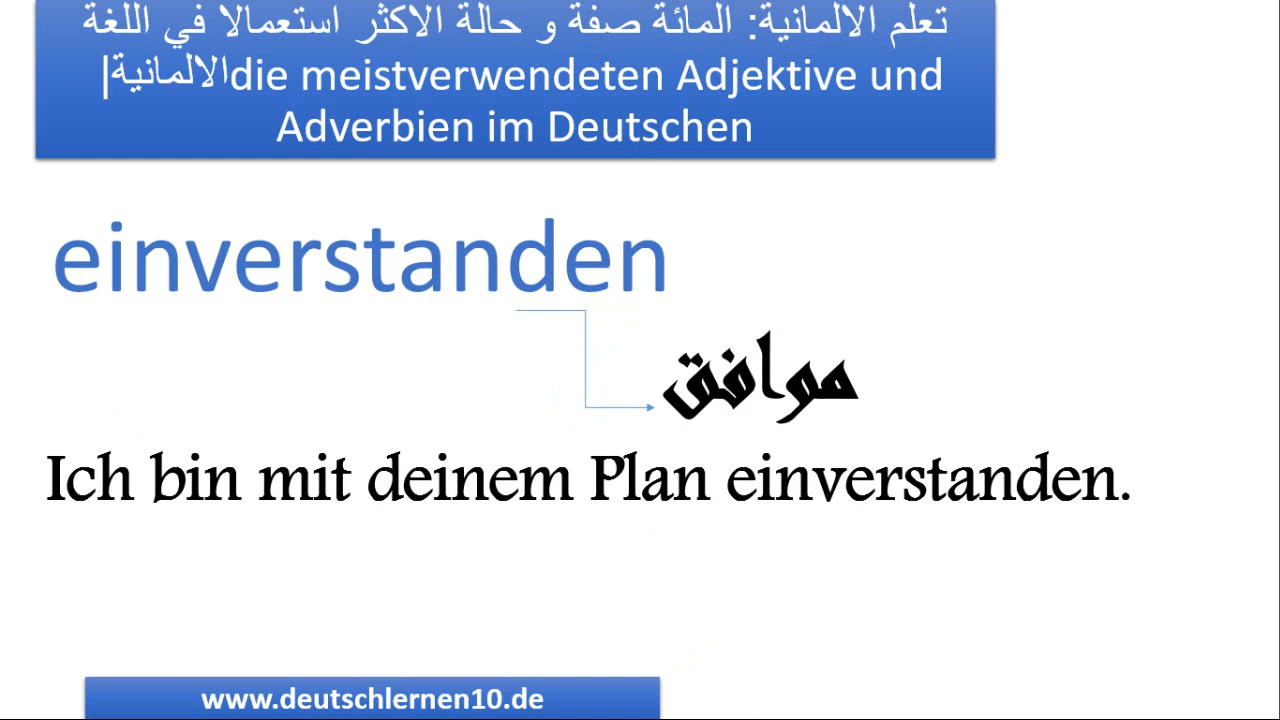 تعلم الالمانية: المائة صفة و حالة الاكثر استعمالا في اللغة
الالمانية|die meistverwendeten Adjektive und
Adverbien im Deutschen
einverstanden
موافق
Ich bin mit deinem Plan einverstanden.
www.deutschlernen10.de